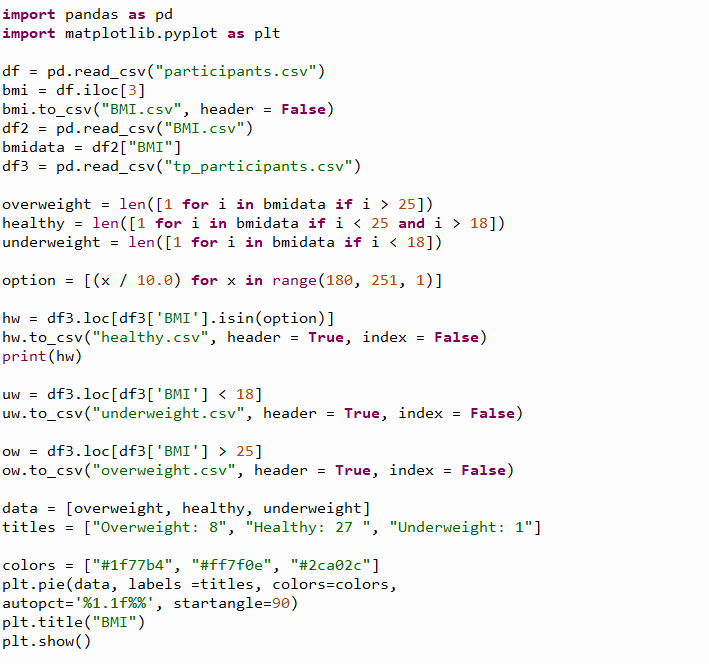 import pandas as pd
import matplotlib.pyplot as plt
df = pd.read_csv("participants.csv")
bmi = df.iloc[3]
bmi.to_csv("BMI.csv", header = False)
df2 = pd.read_csv("BMI.csv")
bmidata = df2["BMI"]
df3 = pd.read_csv("tp_participants.csv")
overweight = len([1 for i in bmidata if i > 25])
healthy = len([1 for i in bmidata if i < 25 and i > 18])
underweight = len([1 for i in bmidata if i < 18])
option = [(x / 10.0) for x in range(180, 251, 1)]
hw = df3.loc[df3['BMI'].isin(option)]
hw.to_csv("healthy.csv", header = True, index = False)
print(hw)
uw = df3.loc[df3['BMI'] < 18]
uw.to_csv("underweight.csv", header = True, index = False)
ow = df3.loc[df3['BMI'] > 25]
ow.to_csv("overweight.csv", header = True, index = False)
data = [overweight, healthy, underweight]
titles = ["Overweight: 8", "Healthy: 27 ", "Underweight: 1"]
colors = ["#1f77b4", "#ff7f0e", "#2ca02c"]
plt.pie(data, labels =titles, colors=colors,
autopct='%1.1f%%', startangle=90)
plt.title("BMI")
plt.show()